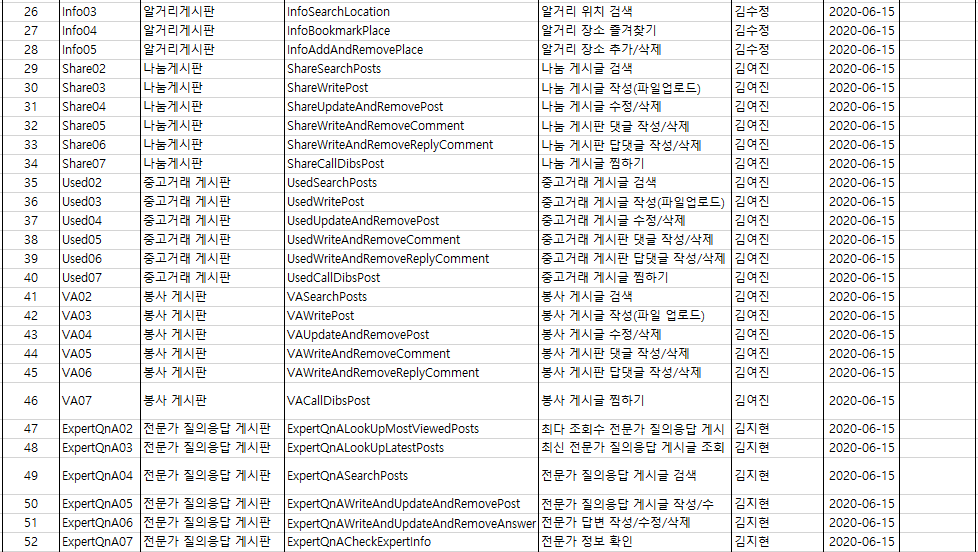 26 Info03 알거리게시판 InfoSearchLocation 알거리 위치 검색 김수정 2020-06-15
27 Info04 알거리게시판 InfoBookmarkPlace 알거리 장소 즐겨찾기 김수정 2020-06-15
28 Info05 알거리게시판 InfoAddAndRemovePlace 알거리 장소 추가/삭제 김수정 2020-06-15
29 Share02 나눔게시판 ShareSearchPosts 나눔 게시글 검색 김여진 2020-06-15
30 Share03 나눔게시판 ShareWritePost 나눔 게시글 작성(파일업로드) 김여진 2020-06-15
31 Share04 나눔게시판 ShareUpdateAndRemovePost 나눔 게시글 수정/삭제 김여진 2020-06-15
32 Share05 나눔게시판 ShareWriteAndRemoveComment 나눔 게시판 댓글 작성/삭제 김여진 2020-06-15
33 Share06 나눔게시판 ShareWriteAndRemoveReplyComment 나눔 게시판 답댓글 작성/삭제 김여진 2020-06-15
34 Share07 나눔게시판 ShareCallDibsPost 나눔 게시글 찜하기 김여진 2020-06-15
35 Used02 중고거래 게시판 UsedSearchPosts 중고거래 게시글 검색 김여진 2020-06-15
36 Used03 중고거래 게시판 UsedWritePost 중고거래 게시글 작성(파일업로드) 김여진 2020-06-15
37 Used04 중고거래 게시판 UsedUpdateAndRemovePost 중고거래 게시글 수정/삭제 김여진 2020-06-15
38 Used05 중고거래 게시판 UsedWriteAndRemoveComment 중고거래 게시판 댓글 작성/삭제 김여진 2020-06-15
39 Used06 중고거래 게시판 UsedWriteAndRemoveReplyComment 중고거래 게시판 답댓글 작성/삭제 김여진 2020-06-15
40 Used07 중고거래 게시판 UsedCallDibsPost 중고거래 게시글 찜하기 김여진 2020-06-15
41 VA02 봉사 게시판 VASearchPosts 봉사 게시글 검색 김여진 2020-06-15
42 VA03 봉사 게시판 VAWritePost 봉사 게시글 작성(파일 업로드) 김여진 2020-06-15
43 VA04 봉사 게시판 VAUpdateAndRemovePost 봉사 게시글 수정/삭제 김여진 2020-06-15
44 VA05 봉사 게시판 VAWriteAndRemoveComment 봉사 게시판 댓글 작성/삭제 김여진 2020-06-15
45 VA06 봉사 게시판 VAWriteAndRemoveReplyComment 봉사 게시판 답댓글 작성/삭제 김여진 2020-06-15
46 VA07 봉사 게시판 VACallDibsPost 봉사 게시글 찜하기 김여진 2020-06-15
47 ExpertQnA02 전문가 질의응답 게시판 ExpertQnALookUpMostViewedPosts 최다 조회수 전문가 질의응답 게시 김지현 2020-06-15
48 ExpertQnA03 전문가 질의응답 게시판 ExpertQnALookUpLatestPosts 최신 전문가 질의응답 게시글 조회 김지현 2020-06-15
49 ExpertQnA04 전문가 질의응답 게시판 ExpertQnASearchPosts 전문가 질의응답 게시글 검색 김지현 2020-06-15
50 ExpertQnA05 전문가 질의응답 게시판 ExpertQnAWriteAndUpdateAndRemovePost 전문가 질의응답 게시글 작성/수 김지현 2020-06-15
51 ExpertQnA06 전문가 질의응답 게시판 ExpertQnAWriteAndUpdateAndRemoveAnswer 전문가 답변 작성/수정/삭제 김지현 2020-06-15
52 ExpertQnA07 전문가 질의응답 게시판 ExpertQnACheckExpertInfo 전문가 정보 확인 김지현 2020-06-15